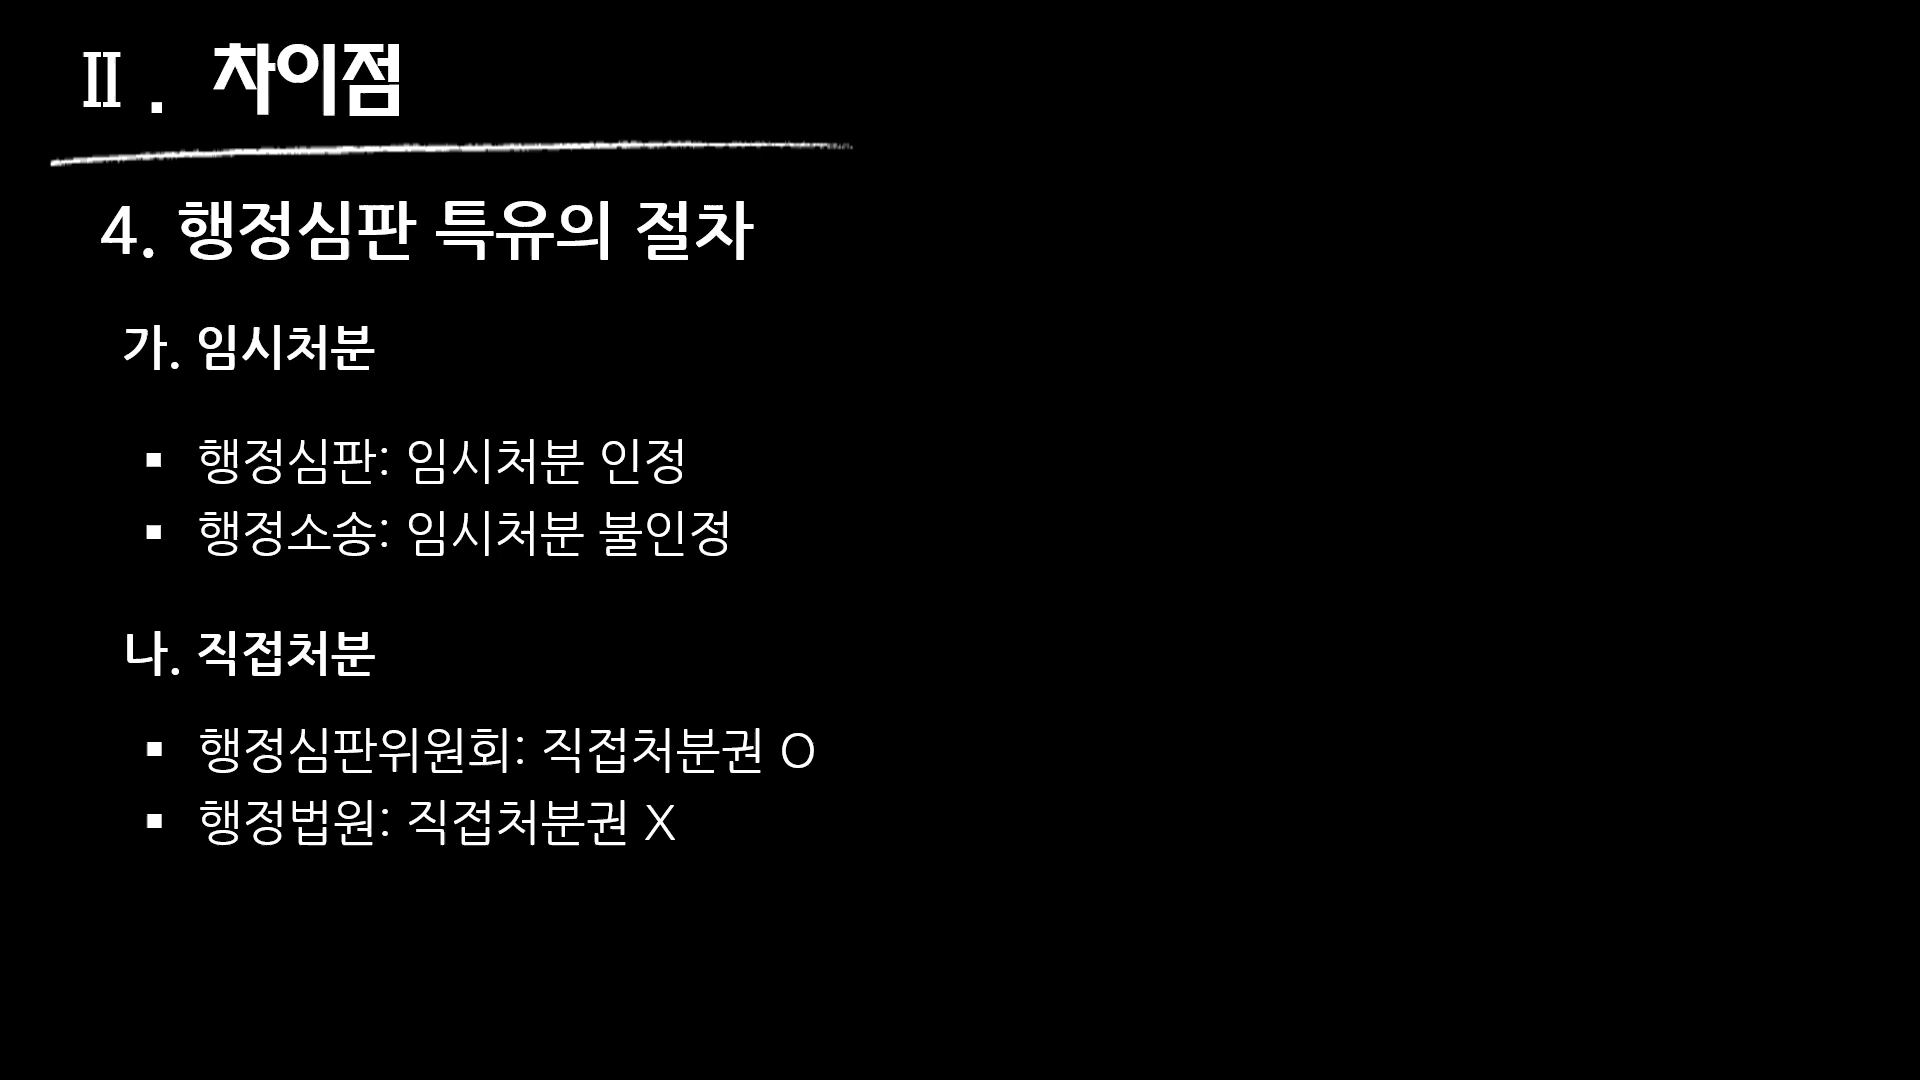 Ⅱ. 차이점
4. 행정심판 특유의 절차
가. 임시처분
▪ 행정심판: 임시처분 인정
▪ 행정소송: 임시처분 불인정
나. 직접처분
▪ 행정심판위원회: 직접처분권 O
▪ 행정법원: 직접처분권 X